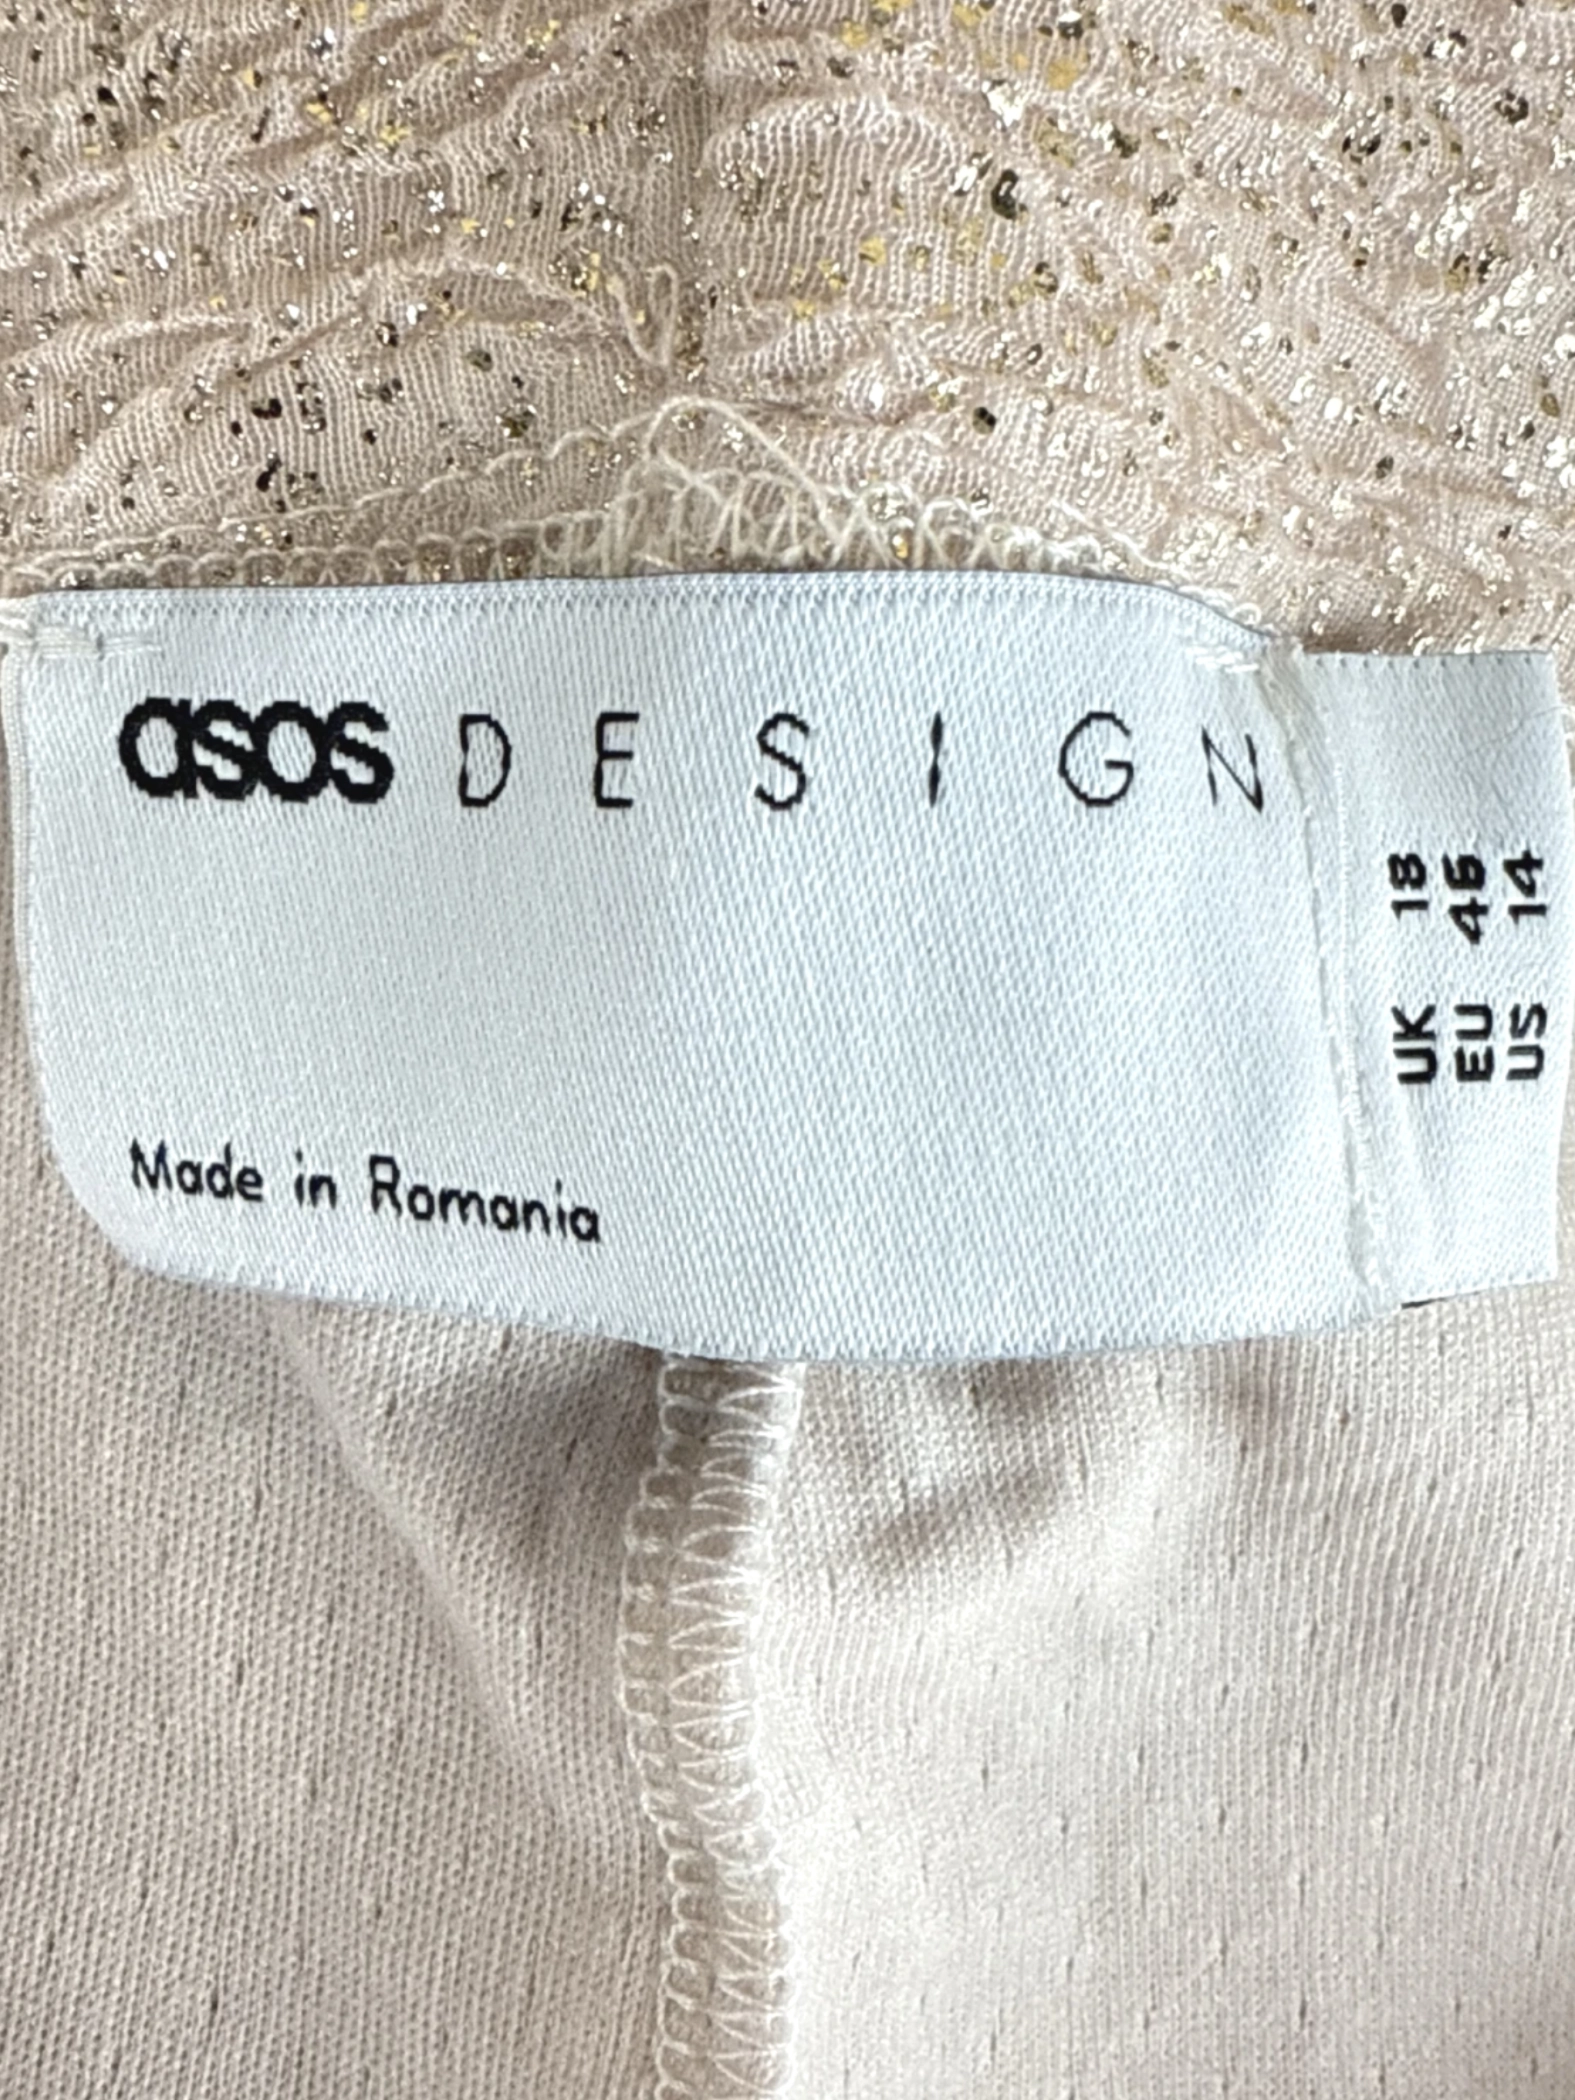 asos DESIGN
Made in Romania
UK 18
EU 46
US 14